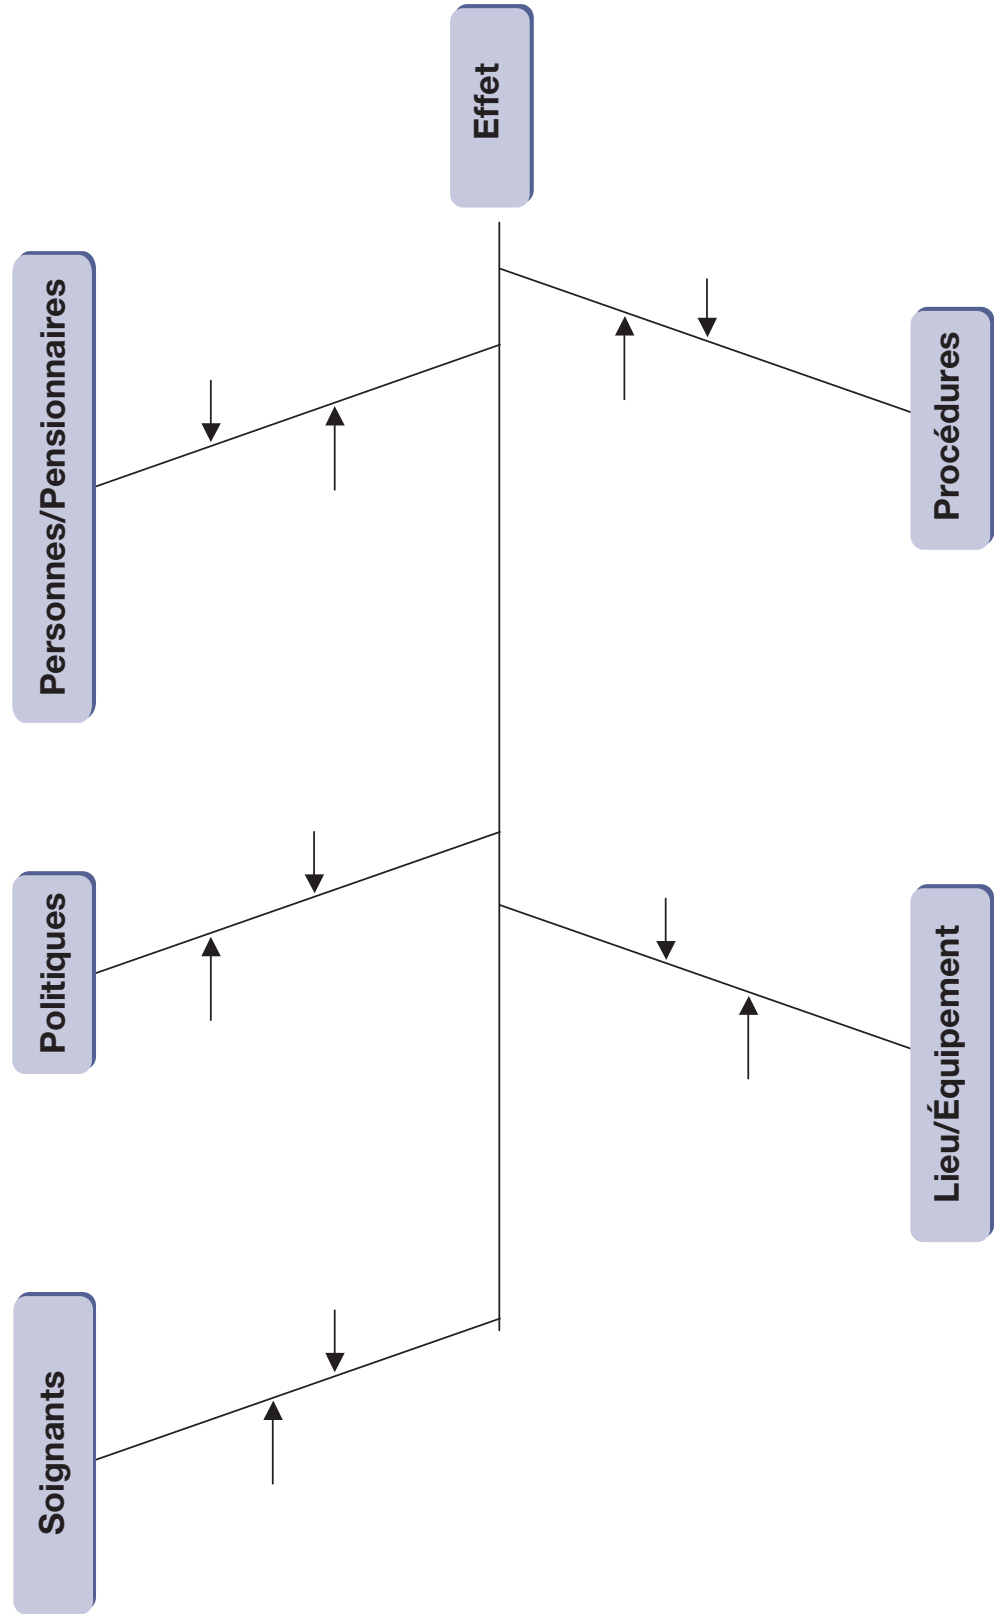 Soignants
Politiques
Personnes/Pensionnaires
Effet
Lieu/Équipement
Procédures